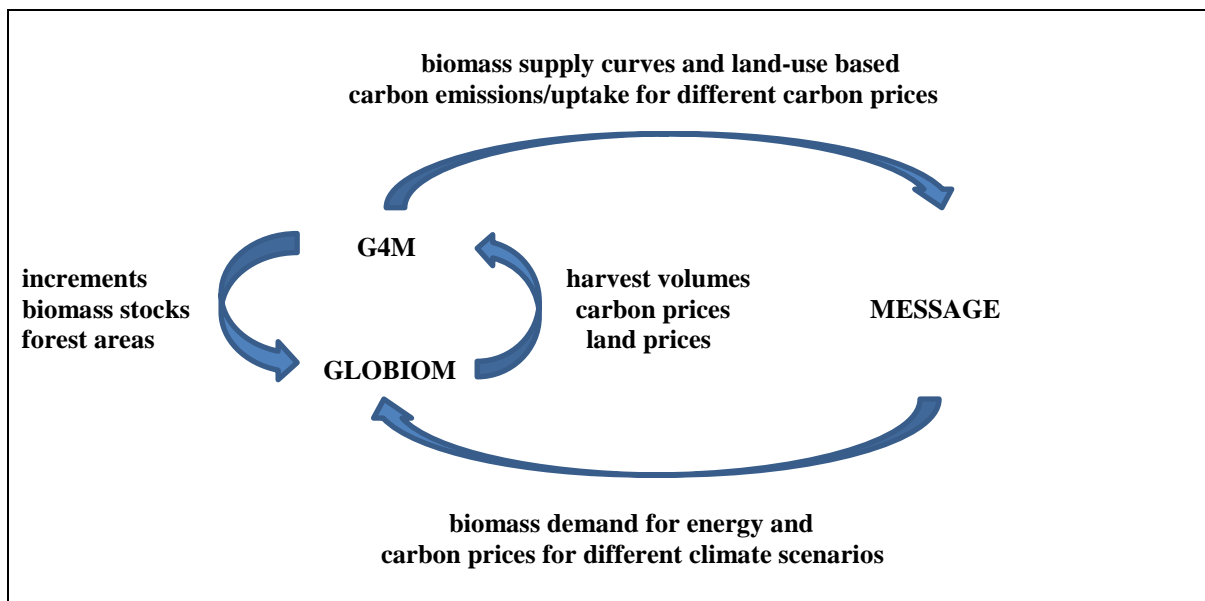 biomass supply curves and land-use based
carbon emissions/uptake for different carbon prices
G4M
increments
biomass stocks
forest areas
harvest volumes
carbon prices
land prices
MESSAGE
GLOBIOM
biomass demand for energy and
carbon prices for different climate scenarios